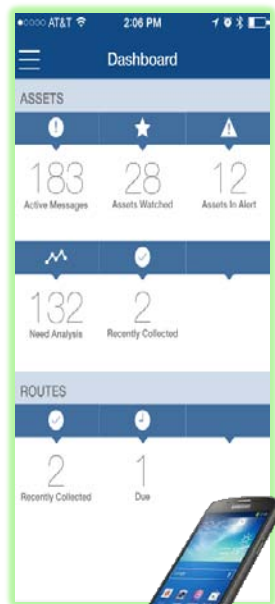 AT&T 2:06 PM
Dashboard
ASSETS
183 28 12
Active Messages Assets Watched Assets In Alert
132 2
Need Analysis Recently Collected
ROUTES
2 1
Recently Collected Due